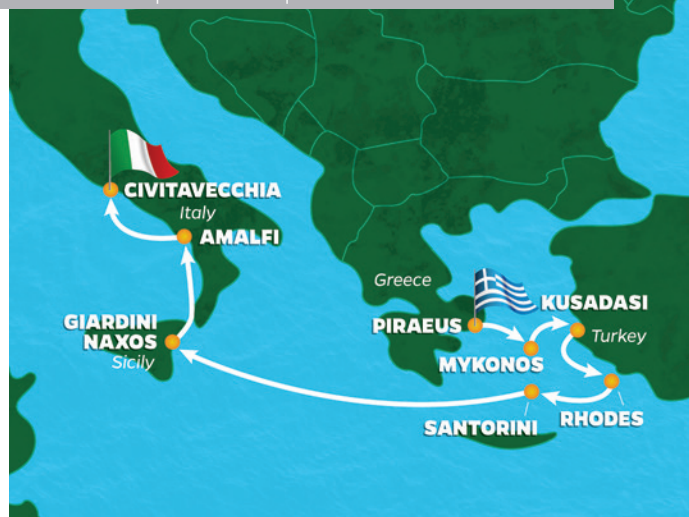 CIVITAVECCHIA
Italy
AMALFI
Greece
KUSADASI
GIARDINI
NAXOS
Sicily
PIRAEUS
Turkey
MYKONOS
SANTORINI
RHODES